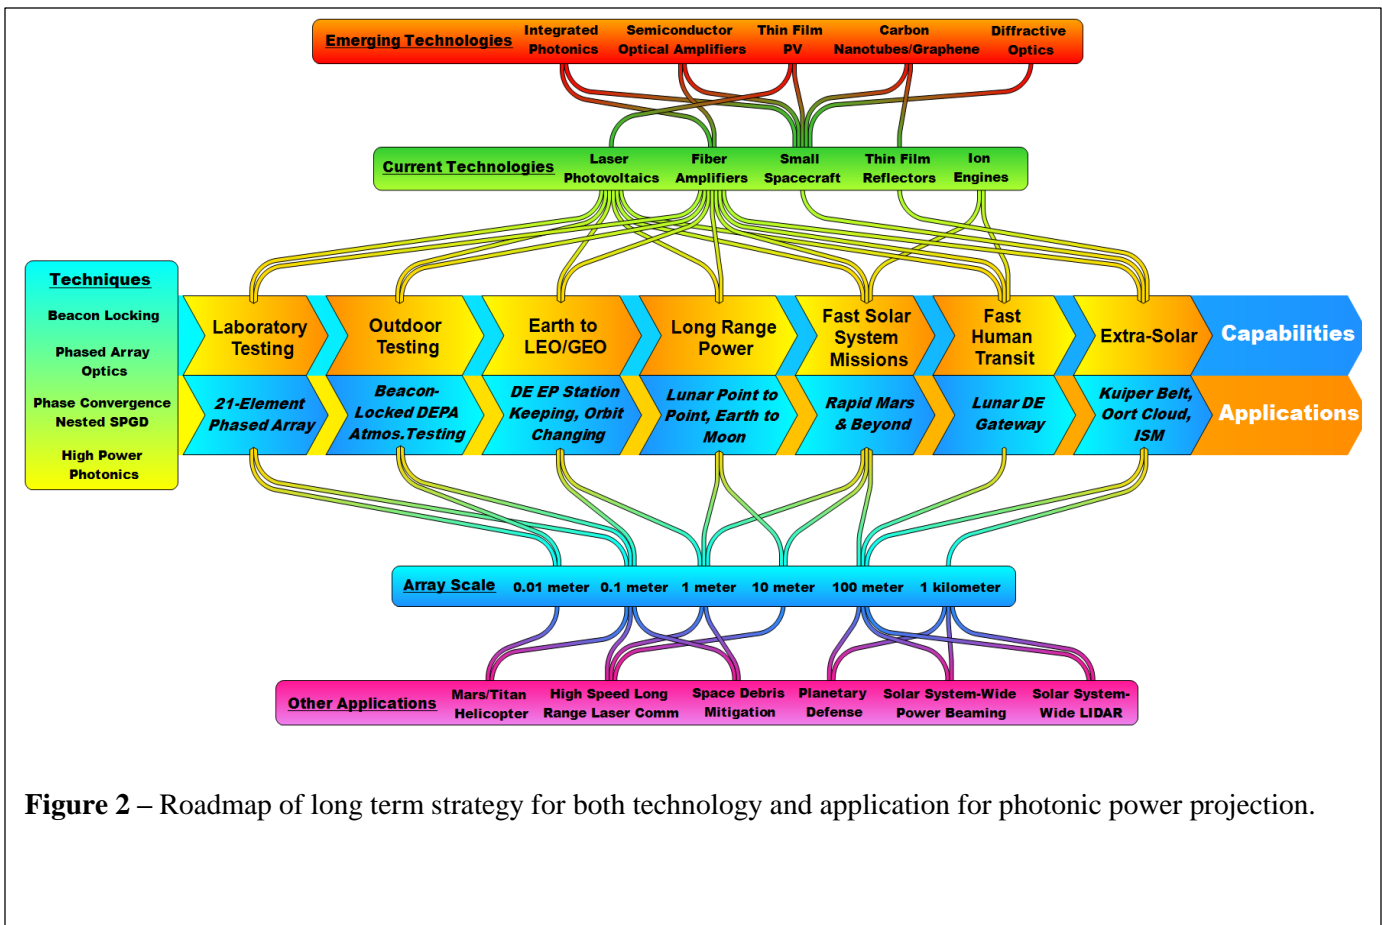 Emerging Technologies
Integrated
Photonics
Semiconductor
Optical Amplifiers
Thin Film
PV
Carbon
Nanotubes/Graphene
Diffractive
Optics
Current Technologies
Laser
Photovoltaics
Fiber
Amplifiers
Small
Spacecraft
Thin Film
Reflectors
Ion
Engines
Techniques
Beacon Locking
Phased Array
Optics
Phase Convergence
Nested SPGD
High Power
Photonics
Laboratory
Testing
Outdoor
Testing
Earth to
LEO/GEO
Long Range
Power
Fast Solar
System
Missions
Fast
Human
Transit
Extra-Solar
Capabilities
21-Element
Phased Array
Beacon-
Locked DEPA
Atmos.Testing
DE EP Station
Keeping, Orbit
Changing
Lunar Point to
Point, Earth to
Moon
Rapid Mars
& Beyond
Lunar DE
Gateway
Kuiper Belt,
Oort Cloud,
ISM
Applications
Array Scale
0.01 meter
0.1 meter
1 meter
10 meter
100 meter
1 kilometer
Other Applications
Mars/Titan
Helicopter
High Speed Long
Range Laser Comm
Space Debris
Mitigation
Planetary
Defense
Solar System-Wide
Power Beaming
Solar System-
Wide LIDAR
Figure 2 – Roadmap of long term strategy for both technology and application for photonic power projection.